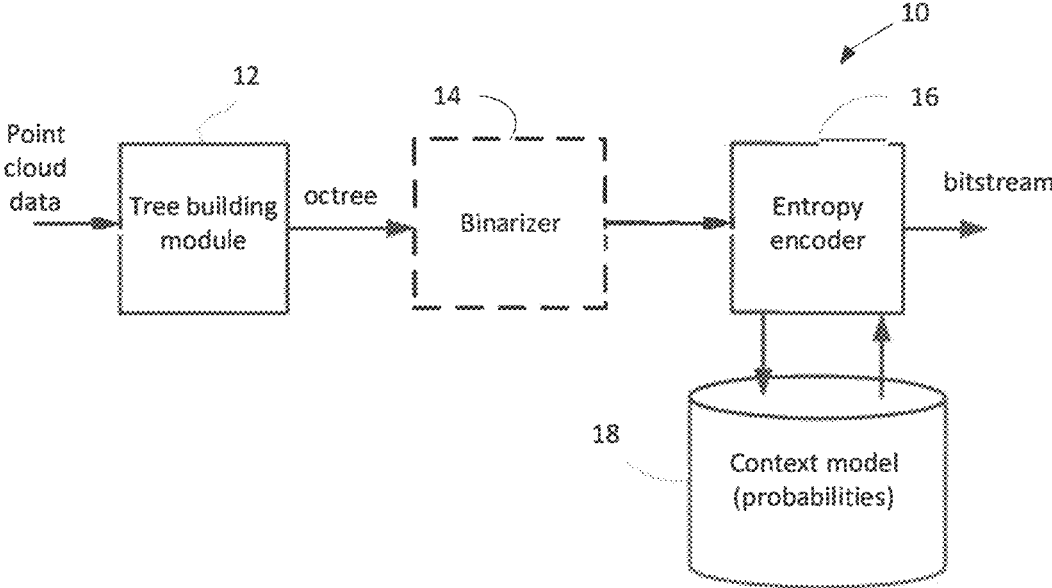 10
12
14
16
Point
cloud
data
Tree building
module
octree
Binarizer
Entropy
encoder
bitstream
18
Context model
(probabilities)